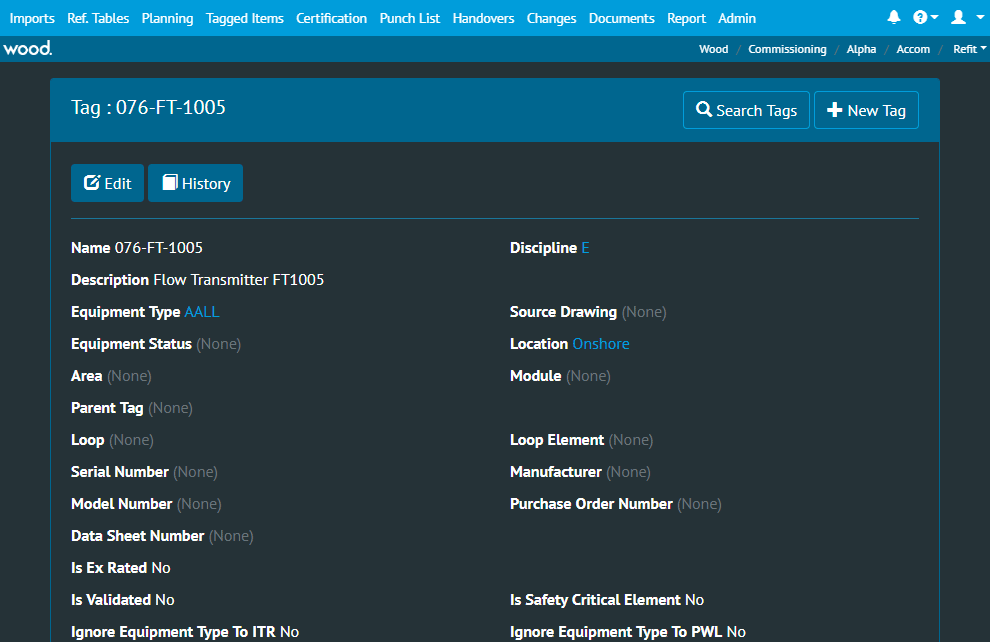 Imports Ref. Tables Planning Tagged Items Certification Punch List Handovers Changes Documents Report Admin
wood. Wood / Commissioning / Alpha / Accom / Refit
Tag : 076-FT-1005 Search Tags New Tag
Edit History
Name 076-FT-1005 Discipline E
Description Flow Transmitter FT1005
Equipment Type AALL Source Drawing (None)
Equipment Status (None) Location Onshore
Area (None) Module (None)
Parent Tag (None)
Loop (None) Loop Element (None)
Serial Number (None) Manufacturer (None)
Model Number (None) Purchase Order Number (None)
Data Sheet Number (None)
Is Ex Rated No
Is Validated No Is Safety Critical Element No
Ignore Equipment Type To ITR No Ignore Equipment Type To PWL No